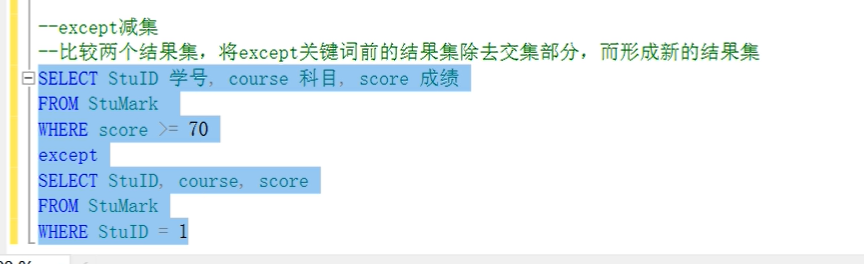 --except减集
--比较两个结果集，将except关键词前的结果集除去交集部分，而形成新的结果集
SELECT StuID 学号, course 科目, score 成绩
FROM StuMark
WHERE score >= 70
except
SELECT StuID, course, score
FROM StuMark
WHERE StuID = 1